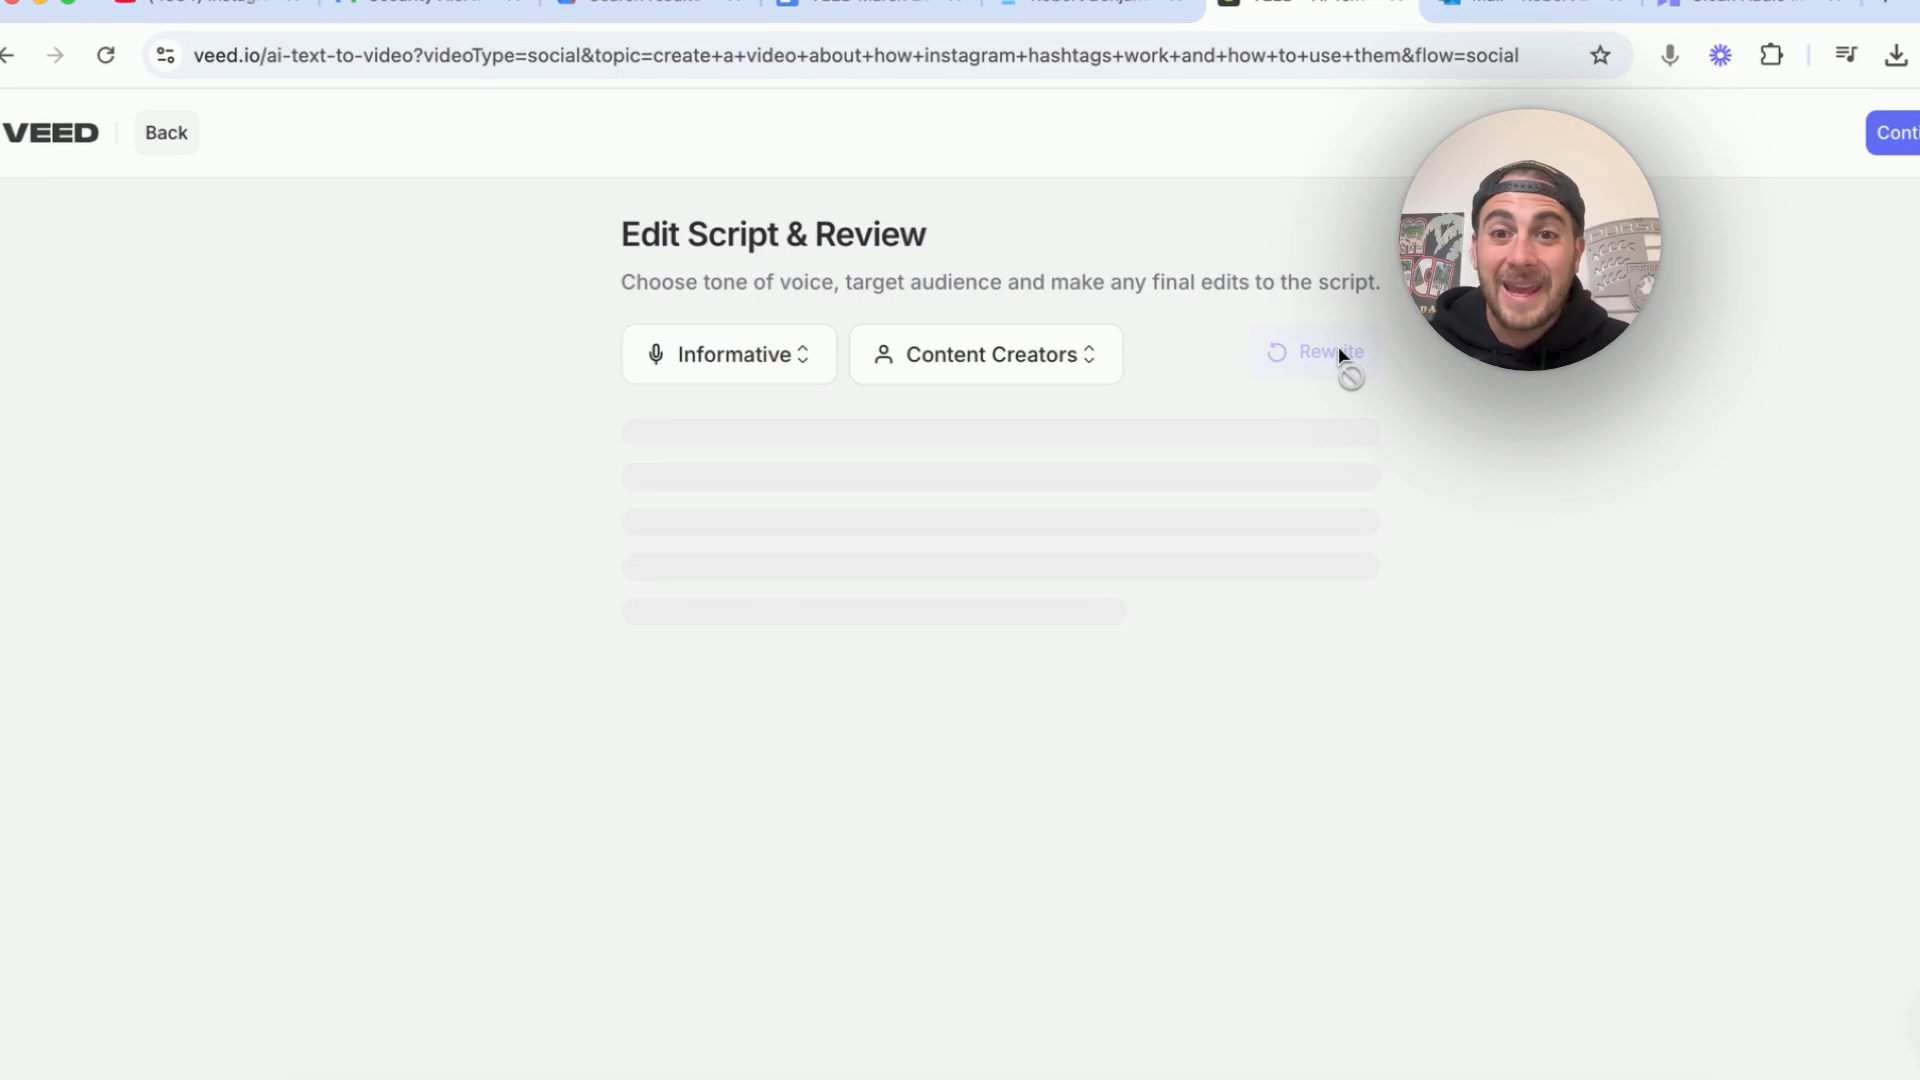 veed.io/ai-text-to-video?videoType=social&topic=create+a+video+about+how+instagram+hashtags+work+and+how+to+use+them&flow=social
VEED
Back
Conti
Edit Script & Review
Choose tone of voice, target audience and make any final edits to the script.
Informative
Content Creators
Rewrite